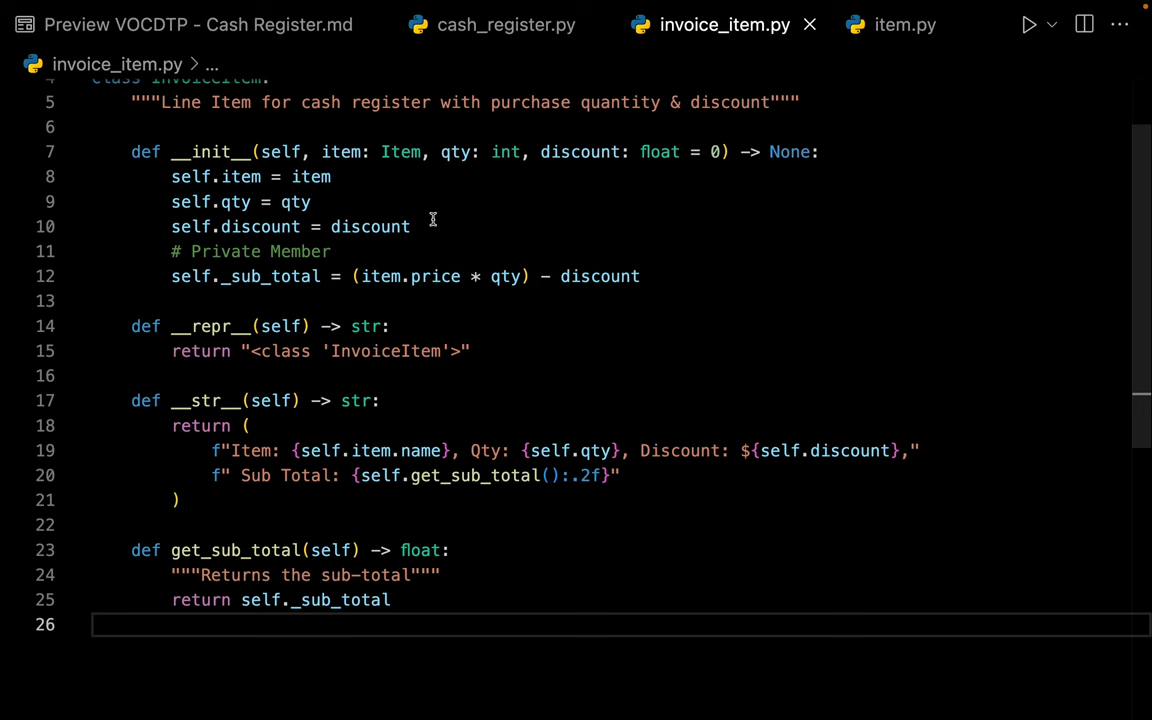 Preview VOCDTP - Cash Register.md cash_register.py invoice_item.py item.py
invoice_item.py > ...
4 class InvoiceItem:
5 """Line Item for cash register with purchase quantity & discount"""
6
7 def __init__(self, item: Item, qty: int, discount: float = 0) -> None:
8 self.item = item
9 self.qty = qty
10 self.discount = discount
11 # Private Member
12 self._sub_total = (item.price * qty) - discount
13
14 def __repr__(self) -> str:
15 return "<class 'InvoiceItem'>"
16
17 def __str__(self) -> str:
18 return (
19 f"Item: {self.item.name}, Qty: {self.qty}, Discount: ${self.discount},"
20 f" Sub Total: {self.get_sub_total():.2f}"
21 )
22
23 def get_sub_total(self) -> float:
24 """Returns the sub-total"""
25 return self._sub_total
26